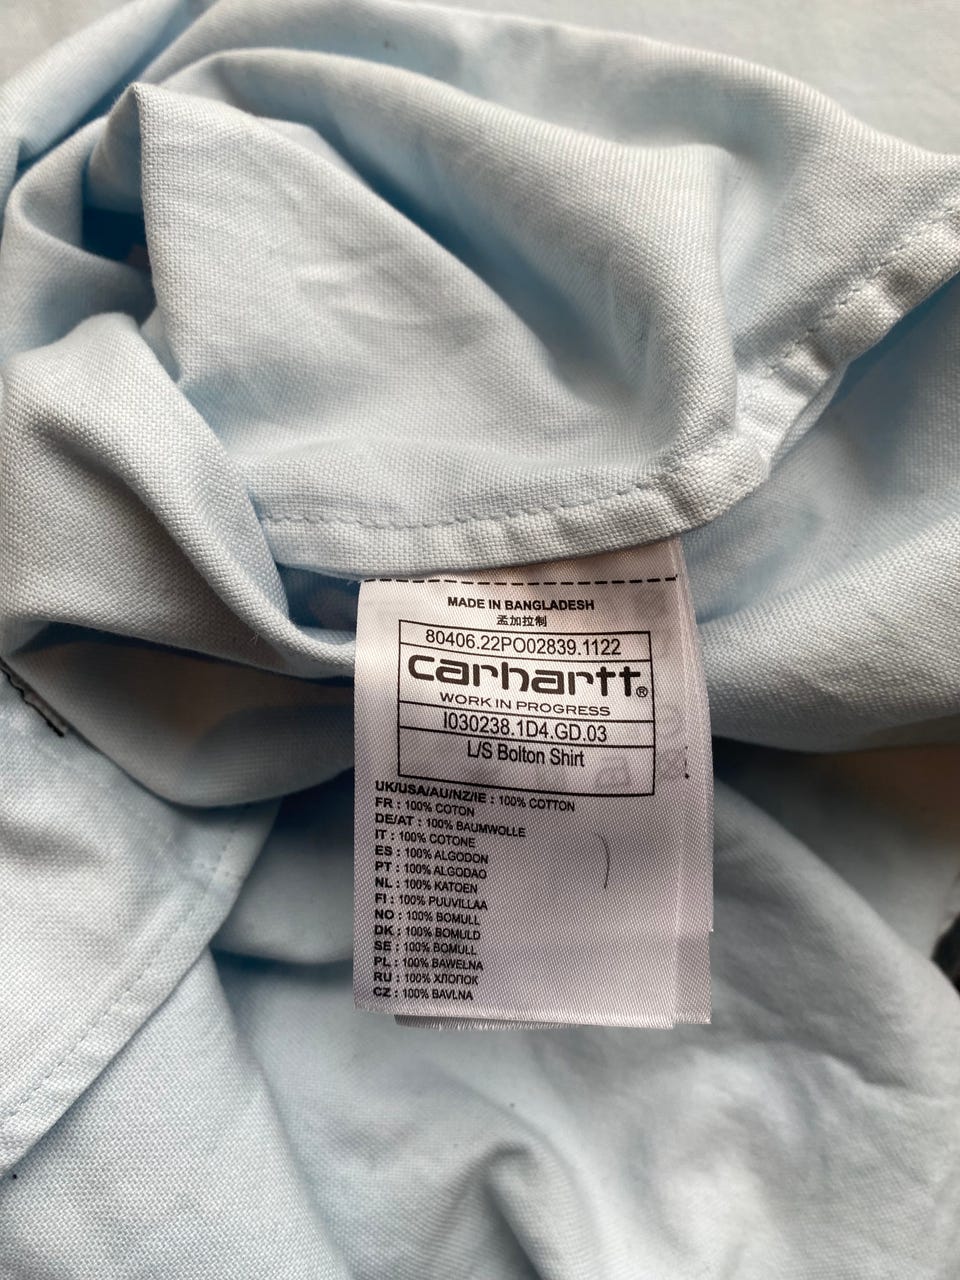 MADE IN BANGLADESH
孟加拉制
80406.22PO02839.1122
carhartt®
WORK IN PROGRESS
I030238.1D4.GD.03
L/S Bolton Shirt
UK/USA/AU/NZ/IE : 100% COTTON
FR : 100% COTON
DE/AT : 100% BAUMWOLLE
IT : 100% COTONE
ES : 100% ALGODON
PT : 100% ALGODAO
NL : 100% KATOEN
FI : 100% PUUVILLAA
NO : 100% BOMULL
DK : 100% BOMULD
SE : 100% BOMULL
PL : 100% BAWELNA
RU : 100% ХЛОПОК
CZ : 100% BAVLNA